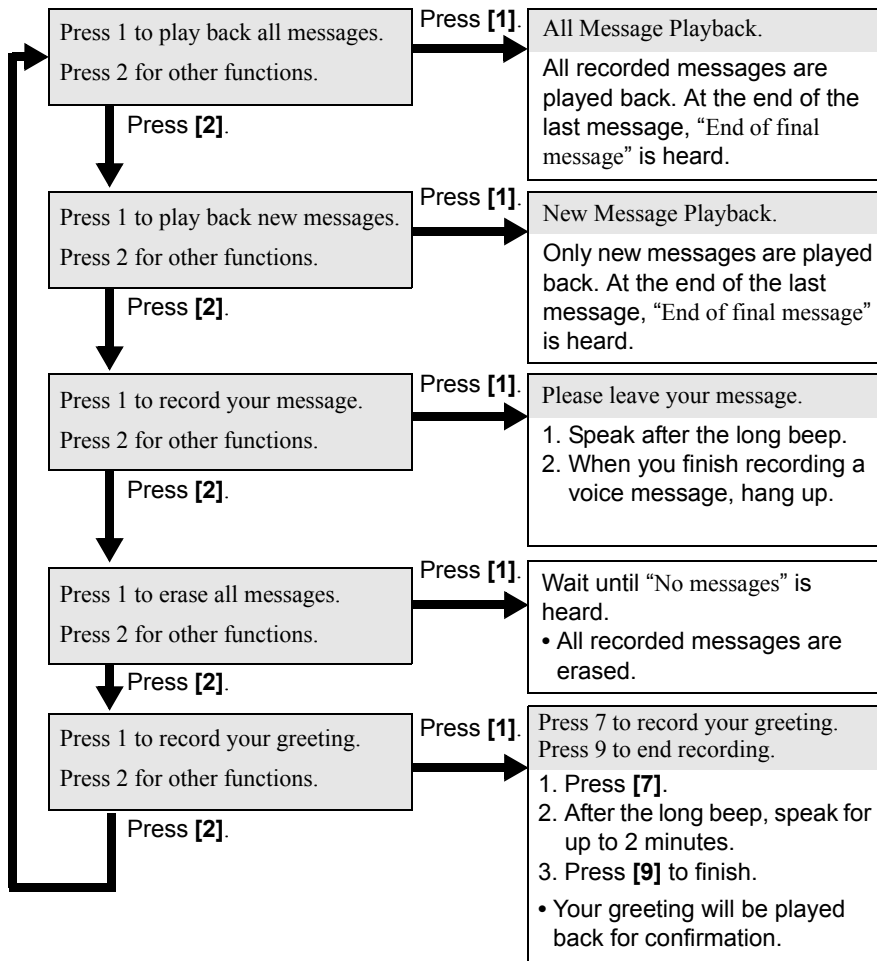 Press 1 to play back all messages.
Press 2 for other functions.
Press [1].
All Message Playback.
All recorded messages are
played back. At the end of the
last message, “End of final
message” is heard.
Press [2].
Press 1 to play back new messages.
Press 2 for other functions.
Press [1].
New Message Playback.
Only new messages are played
back. At the end of the last
message, “End of final message”
is heard.
Press [2].
Press 1 to record your message.
Press 2 for other functions.
Press [1].
Please leave your message.
1. Speak after the long beep.
2. When you finish recording a
voice message, hang up.
Press [2].
Press 1 to erase all messages.
Press 2 for other functions.
Press [1].
Wait until “No messages” is
heard.
• All recorded messages are
erased.
Press [2].
Press 1 to record your greeting.
Press 2 for other functions.
Press [1].
Press 7 to record your greeting.
Press 9 to end recording.
1. Press [7].
2. After the long beep, speak for
up to 2 minutes.
3. Press [9] to finish.
• Your greeting will be played
back for confirmation.
Press [2].